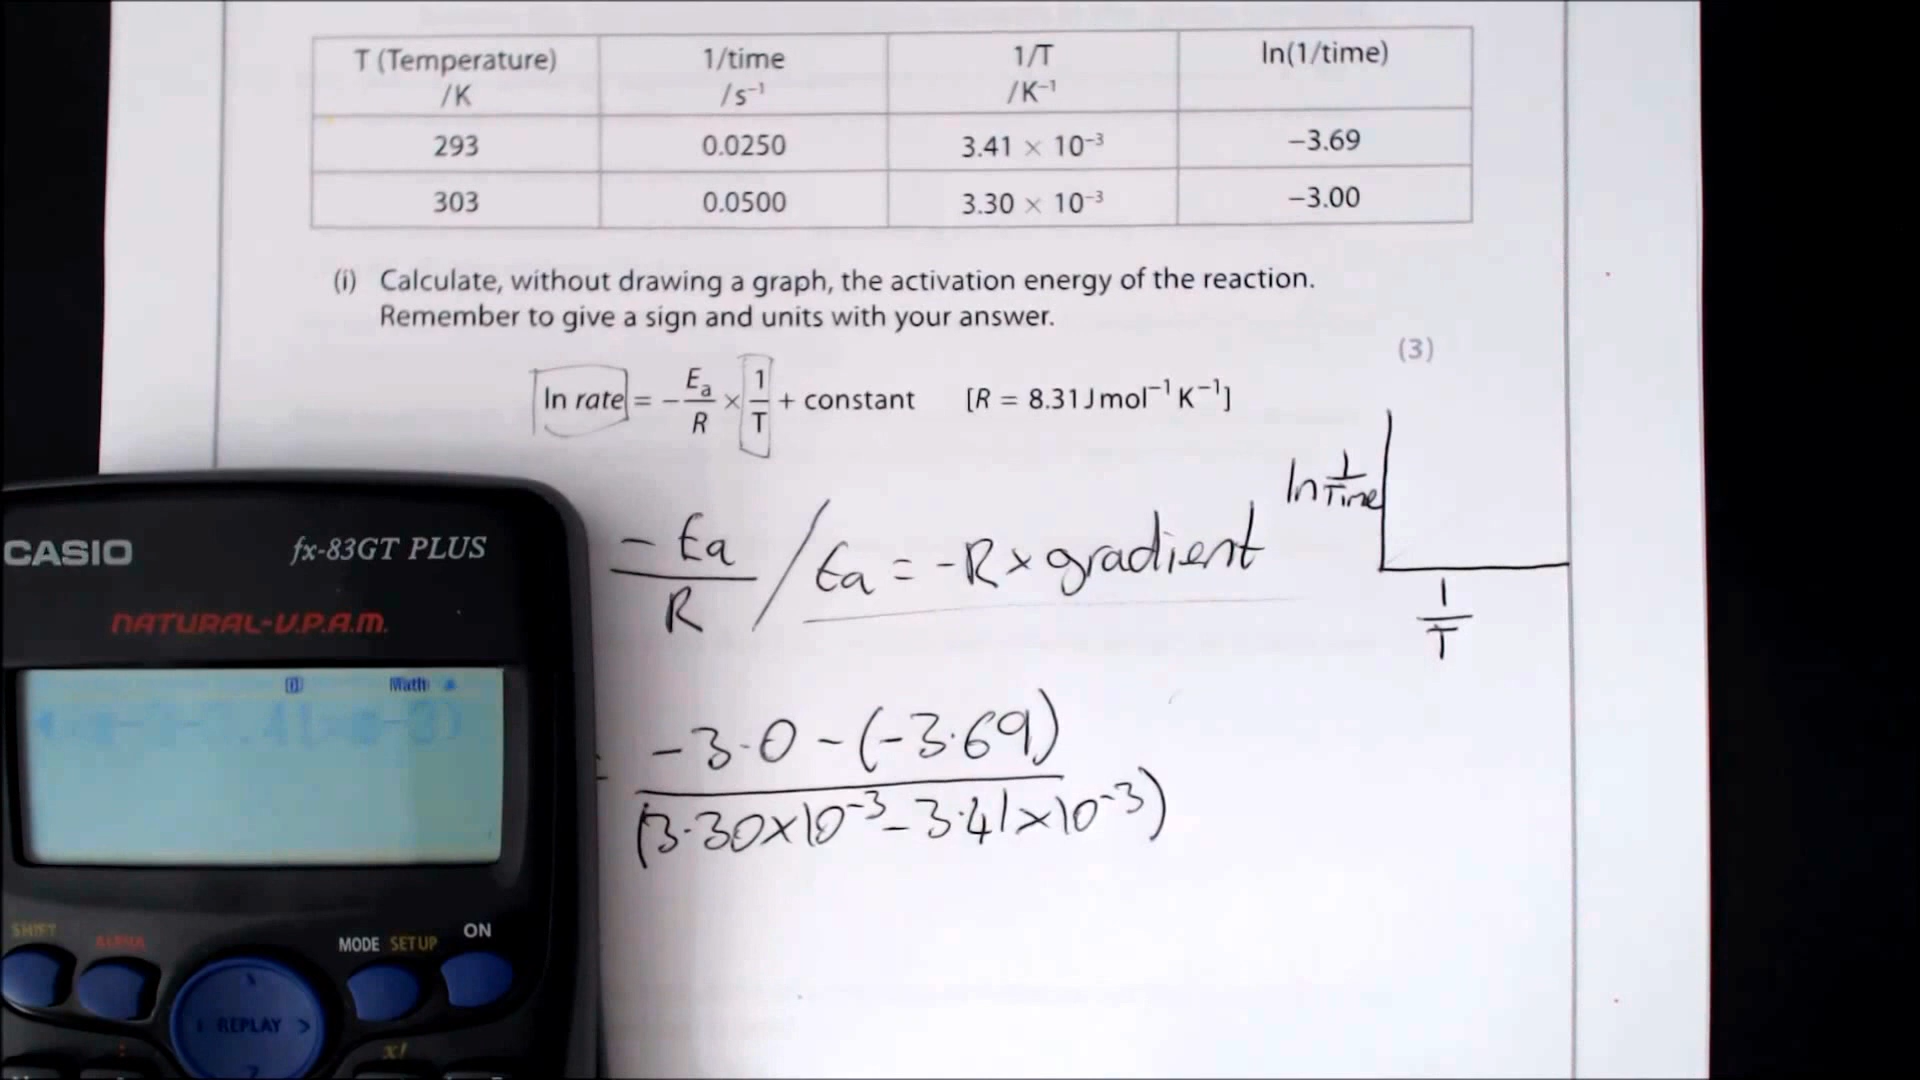 T (Temperature) /K 1/time /s⁻¹ 1/T /K⁻¹ ln(1/time)
293 0.0250 3.41 × 10⁻³ −3.69
303 0.0500 3.30 × 10⁻³ −3.00
(i) Calculate, without drawing a graph, the activation energy of the reaction.
Remember to give a sign and units with your answer.
(3)
ln rate = − Eₐ/R × 1/T + constant [R = 8.31 J mol⁻¹ K⁻¹]
ln 1/Time
1/T
−Ea/R / Ea = −R × gradient
= −3.0 − (−3.69)
(3.30×10⁻³ − 3.41×10⁻³)
CASIO fx-83GT PLUS
NATURAL-V.P.A.M.
Math
SHIFT ALPHA MODE SETUP ON
REPLAY
x!